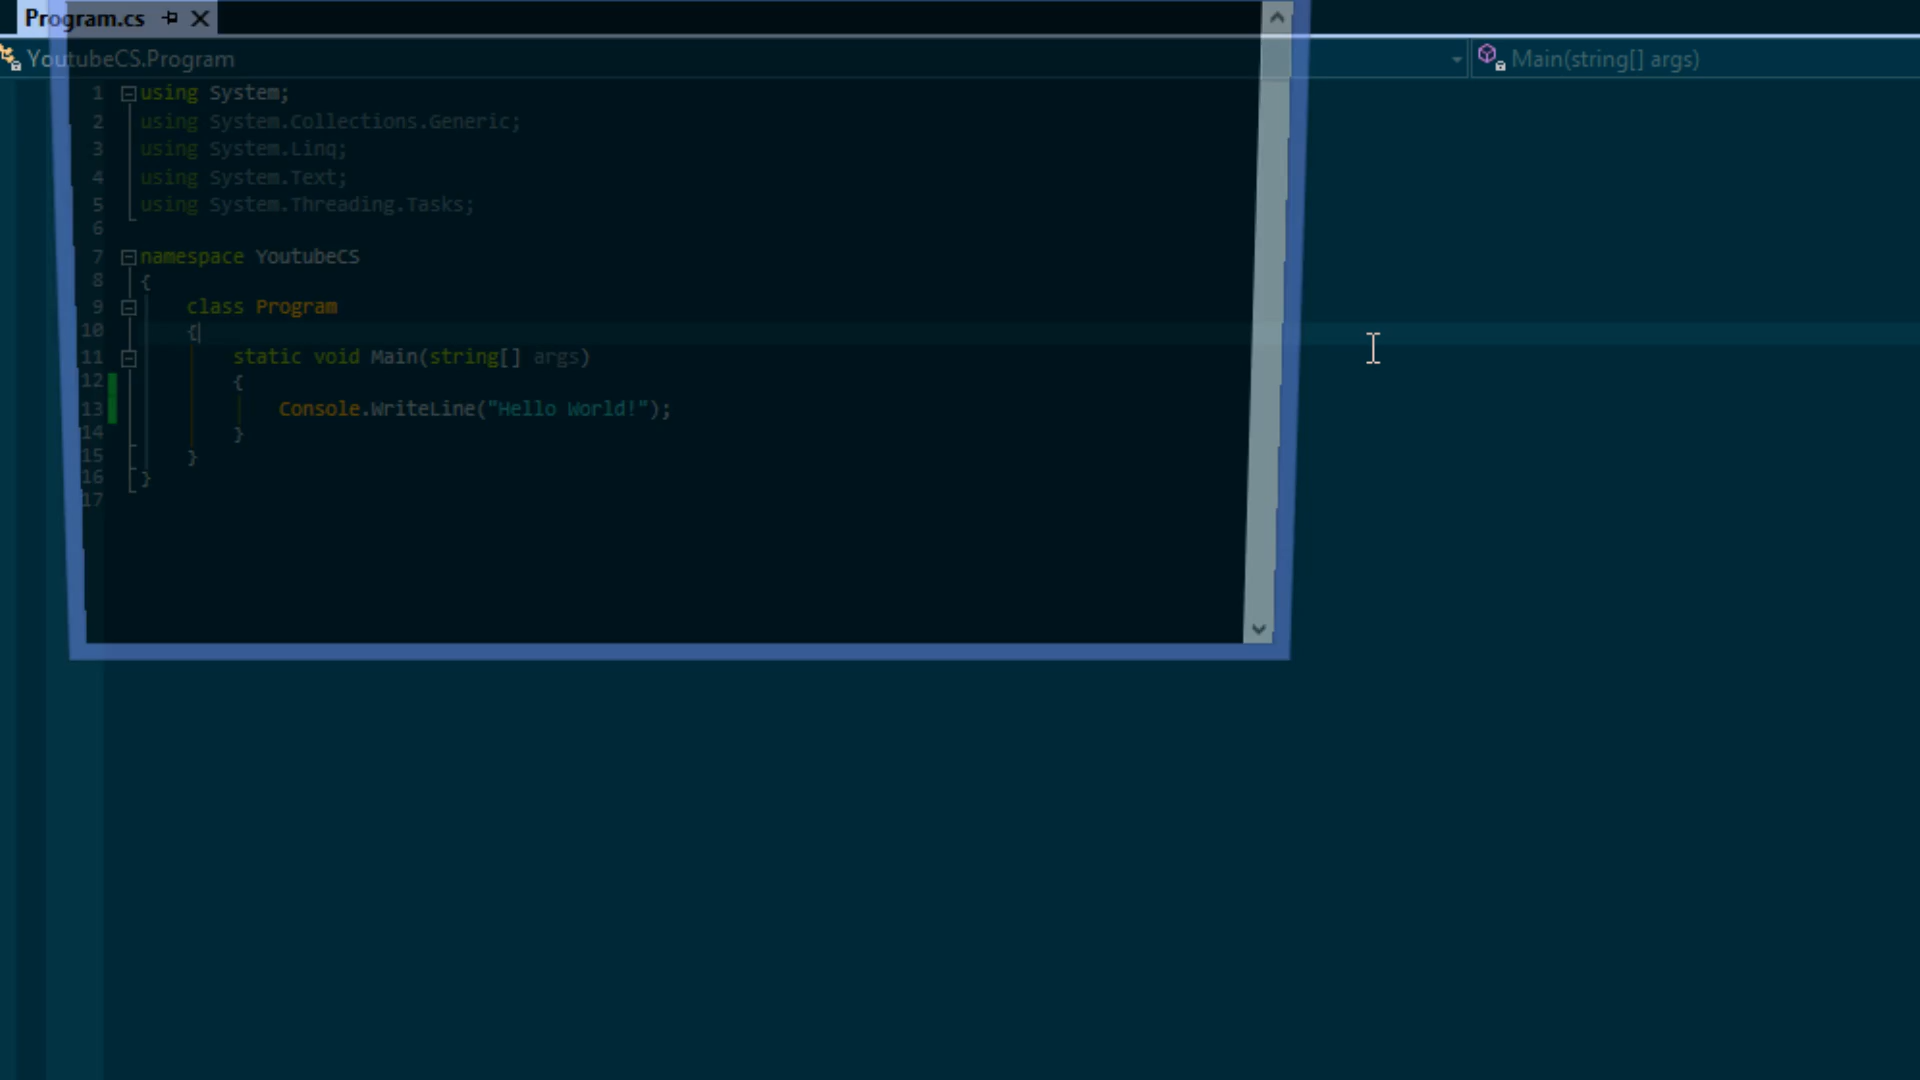 Program.cs
YoutubeCS.Program
Main(string[] args)
1 using System;
2 using System.Collections.Generic;
3 using System.Linq;
4 using System.Text;
5 using System.Threading.Tasks;
6
7 namespace YoutubeCS
8 {
9 class Program
10 {
11 static void Main(string[] args)
12 {
13 Console.WriteLine("Hello World!");
14 }
15 }
16 }
17